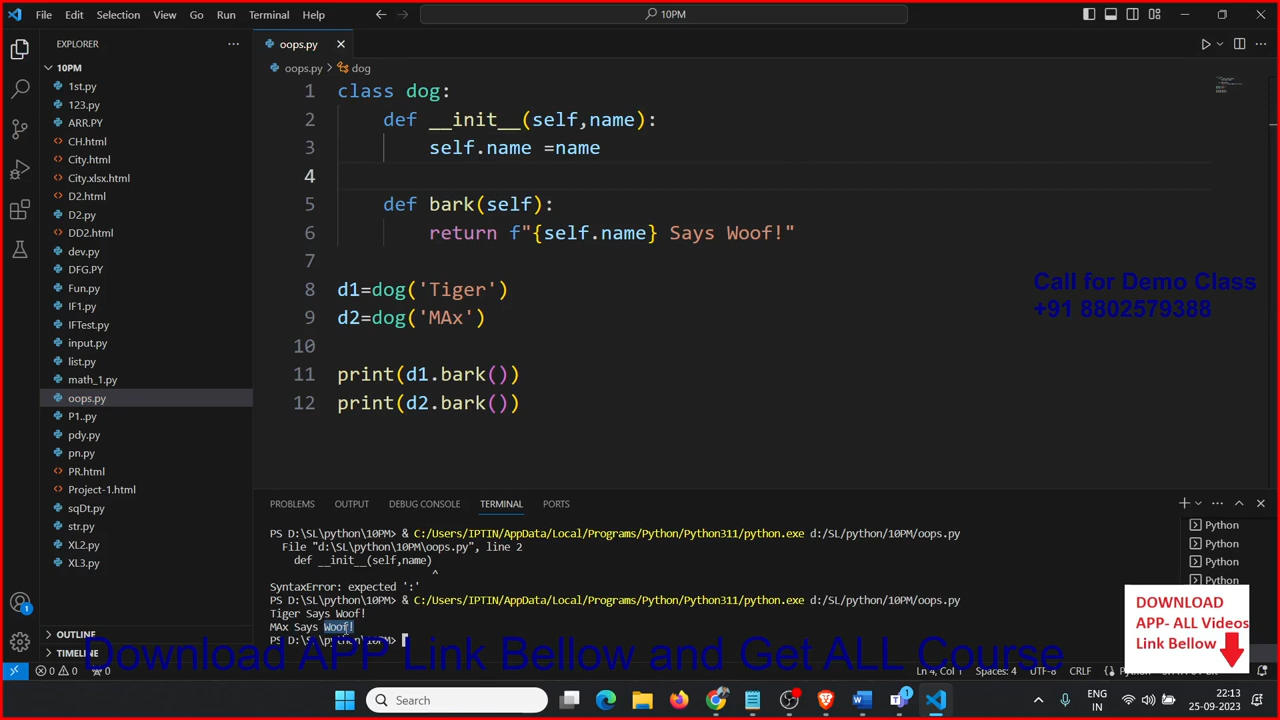 File Edit Selection View Go Run Terminal Help
10PM
EXPLORER
10PM
1st.py
123.py
ARR.PY
CH.html
City.html
City.xlsx.html
D2.html
D2.py
DD2.html
dev.py
DFG.PY
Fun.py
IF1.py
IFTest.py
input.py
list.py
math_1.py
oops.py
P1..py
pdy.py
pn.py
PR.html
Project-1.html
sqDt.py
str.py
XL2.py
XL3.py
OUTLINE
TIMELINE
oops.py
oops.py > dog
1 class dog:
2 def __init__(self,name):
3 self.name =name
4
5 def bark(self):
6 return f"{self.name} Says Woof!"
7
8 d1=dog('Tiger')
9 d2=dog('MAx')
10
11 print(d1.bark())
12 print(d2.bark())
Call for Demo Class
+91 8802579388
PROBLEMS OUTPUT DEBUG CONSOLE TERMINAL PORTS
PS D:\SL\python\10PM> & C:/Users/IPTIN/AppData/Local/Programs/Python/Python311/python.exe d:/SL/python/10PM/oops.py
File "d:\SL\python\10PM\oops.py", line 2
def __init__(self,name)
^
SyntaxError: expected ':'
PS D:\SL\python\10PM> & C:/Users/IPTIN/AppData/Local/Programs/Python/Python311/python.exe d:/SL/python/10PM/oops.py
Tiger Says Woof!
MAx Says Woof!
PS D:\SL\python\10PM>
Python
Python
Python
Python
DOWNLOAD
APP- ALL Videos
Link Bellow
Download APP Link Bellow and Get ALL Course
0 0 0
Ln 4, Col 1 Spaces: 4 UTF-8 CRLF Python
1
Search
1
ENG
IN
22:13
25-09-2023